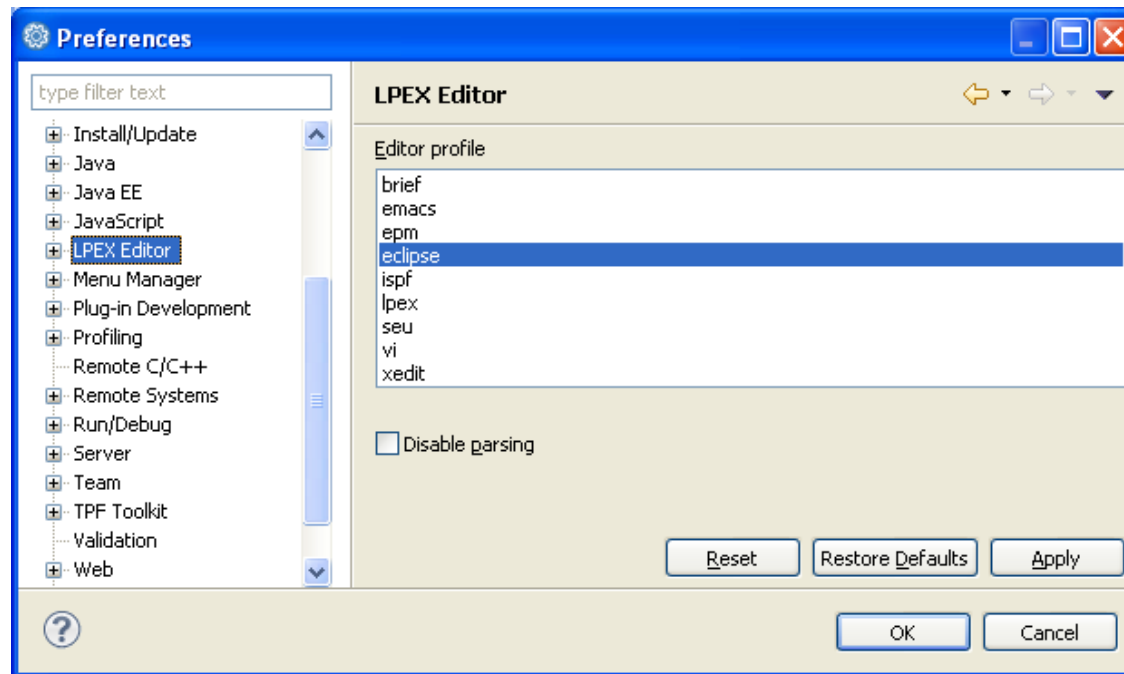 Preferences
type filter text
Install/Update
Java
Java EE
JavaScript
LPEX Editor
Menu Manager
Plug-in Development
Profiling
Remote C/C++
Remote Systems
Run/Debug
Server
Team
TPF Toolkit
Validation
Web
LPEX Editor
Editor profile
brief
emacs
epm
eclipse
ispf
lpex
seu
vi
xedit
Disable parsing
Reset Restore Defaults Apply
? OK Cancel